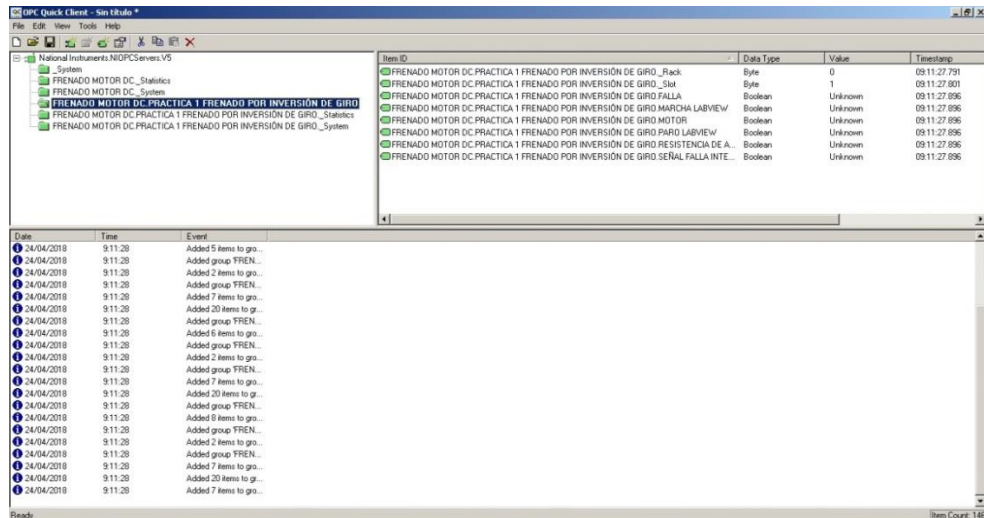 OPC Quick Client - Sin título *
File Edit View Tools Help
National Instruments.NIOPCServers.V5
_System
FRENADO MOTOR DC._Statistics
FRENADO MOTOR DC._System
FRENADO MOTOR DC.PRACTICA 1 FRENADO POR INVERSIÓN DE GIRO
FRENADO MOTOR DC.PRACTICA 1 FRENADO POR INVERSIÓN DE GIRO._Statistics
FRENADO MOTOR DC.PRACTICA 1 FRENADO POR INVERSIÓN DE GIRO._System
Item ID Data Type Value Timestamp
FRENADO MOTOR DC.PRACTICA 1 FRENADO POR INVERSIÓN DE GIRO._Rack Byte 0 09:11:27.791
FRENADO MOTOR DC.PRACTICA 1 FRENADO POR INVERSIÓN DE GIRO._Slot Byte 1 09:11:27.801
FRENADO MOTOR DC.PRACTICA 1 FRENADO POR INVERSIÓN DE GIRO.FALLA Boolean Unknown 09:11:27.896
FRENADO MOTOR DC.PRACTICA 1 FRENADO POR INVERSIÓN DE GIRO.MARCHA LABVIEW Boolean Unknown 09:11:27.896
FRENADO MOTOR DC.PRACTICA 1 FRENADO POR INVERSIÓN DE GIRO.MOTOR Boolean Unknown 09:11:27.896
FRENADO MOTOR DC.PRACTICA 1 FRENADO POR INVERSIÓN DE GIRO.PARO LABVIEW Boolean Unknown 09:11:27.896
FRENADO MOTOR DC.PRACTICA 1 FRENADO POR INVERSIÓN DE GIRO.RESISTENCIA DE A... Boolean Unknown 09:11:27.896
FRENADO MOTOR DC.PRACTICA 1 FRENADO POR INVERSIÓN DE GIRO.SEÑAL FALLA INTE... Boolean Unknown 09:11:27.896
Date Time Event
24/04/2018 9:11:28 Added 5 items to gro...
24/04/2018 9:11:28 Added group 'FREN...
24/04/2018 9:11:28 Added 2 items to gro...
24/04/2018 9:11:28 Added group 'FREN...
24/04/2018 9:11:28 Added 7 items to gro...
24/04/2018 9:11:28 Added 20 items to gr...
24/04/2018 9:11:28 Added group 'FREN...
24/04/2018 9:11:28 Added 6 items to gro...
24/04/2018 9:11:28 Added group 'FREN...
24/04/2018 9:11:28 Added 2 items to gro...
24/04/2018 9:11:28 Added group 'FREN...
24/04/2018 9:11:28 Added 7 items to gro...
24/04/2018 9:11:28 Added 20 items to gr...
24/04/2018 9:11:28 Added group 'FREN...
24/04/2018 9:11:28 Added 8 items to gro...
24/04/2018 9:11:28 Added group 'FREN...
24/04/2018 9:11:28 Added 2 items to gro...
24/04/2018 9:11:28 Added group 'FREN...
24/04/2018 9:11:28 Added 7 items to gro...
24/04/2018 9:11:28 Added 20 items to gr...
24/04/2018 9:11:28 Added 7 items to gro...
Ready Item Count: 146